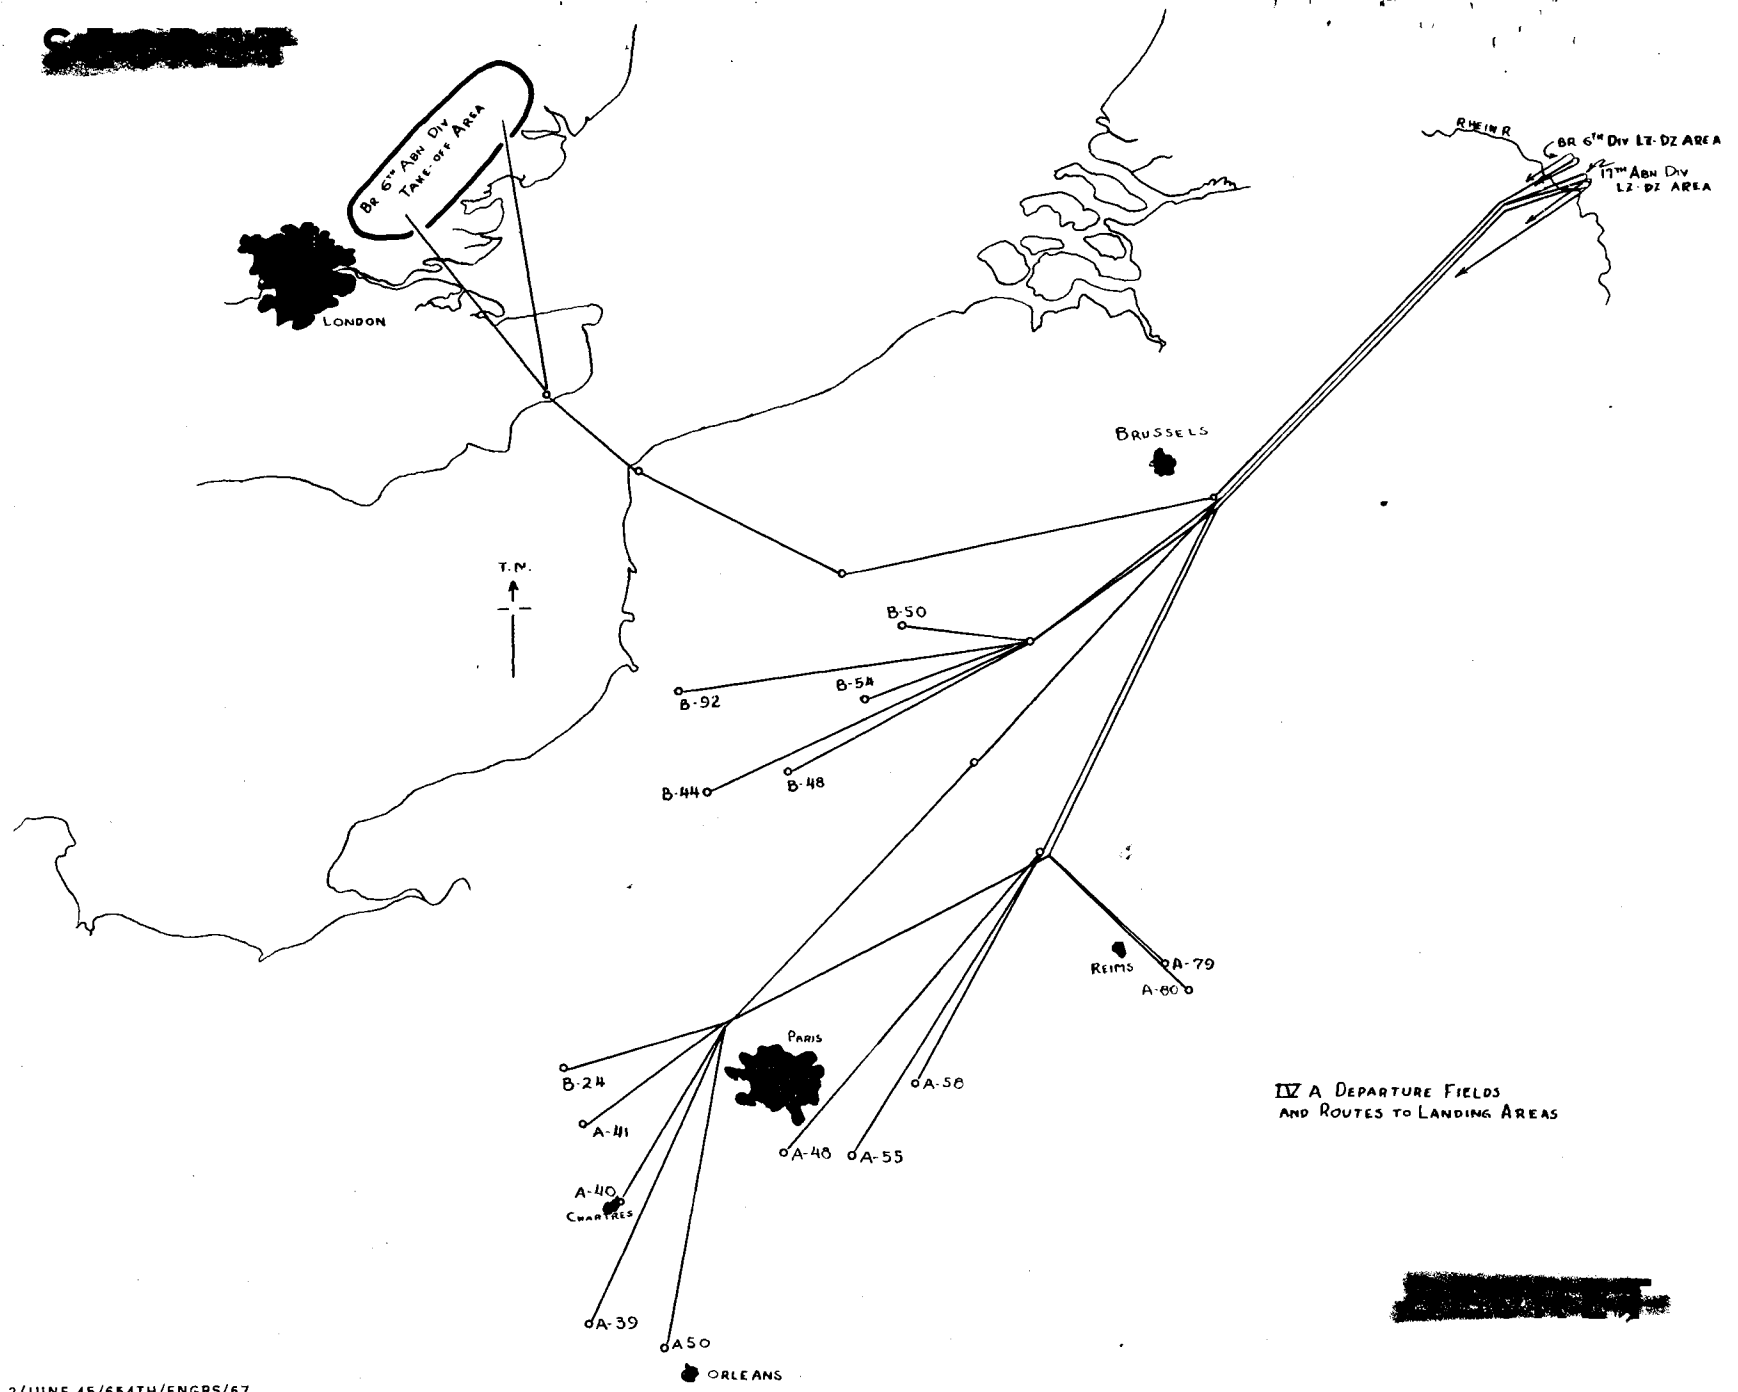 BR 6TH ABN DIV
TAKE-OFF AREA
LONDON
RHEIN R
BR 6TH DIV LZ-DZ AREA
17TH ABN DIV
LZ-DZ AREA
BRUSSELS
T.N.
B-50
B-54
B-92
B-44
B-48
REIMS
A-79
A-80
PARIS
B-24
A-41
A-58
A-48
A-55
A-40
CHARTRES
A-39
A50
ORLEANS
IV A DEPARTURE FIELDS
AND ROUTES TO LANDING AREAS